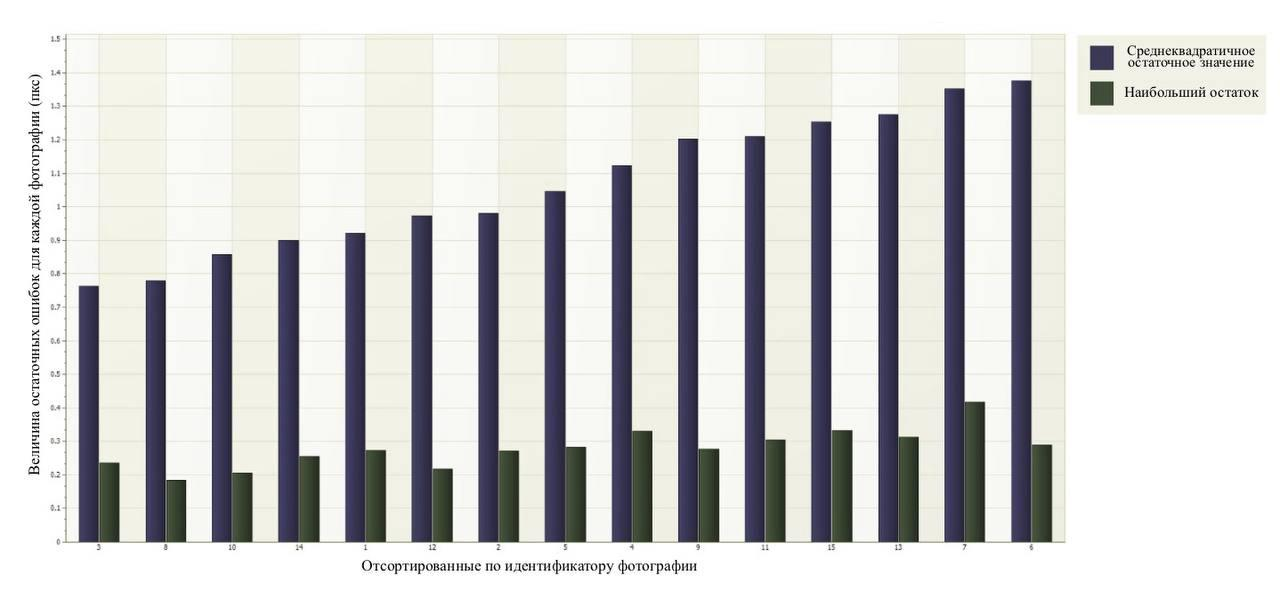 Среднеквадратичное
остаточное значение
Наибольший остаток
Величина остаточных ошибок для каждой фотографии (пкс)
1.5
1.4
1.3
1.2
1.1
1
0.9
0.8
0.7
0.6
0.5
0.4
0.3
0.2
0.1
0
3 8 10 14 1 12 2 5 4 9 11 15 13 7 6
Отсортированные по идентификатору фотографии